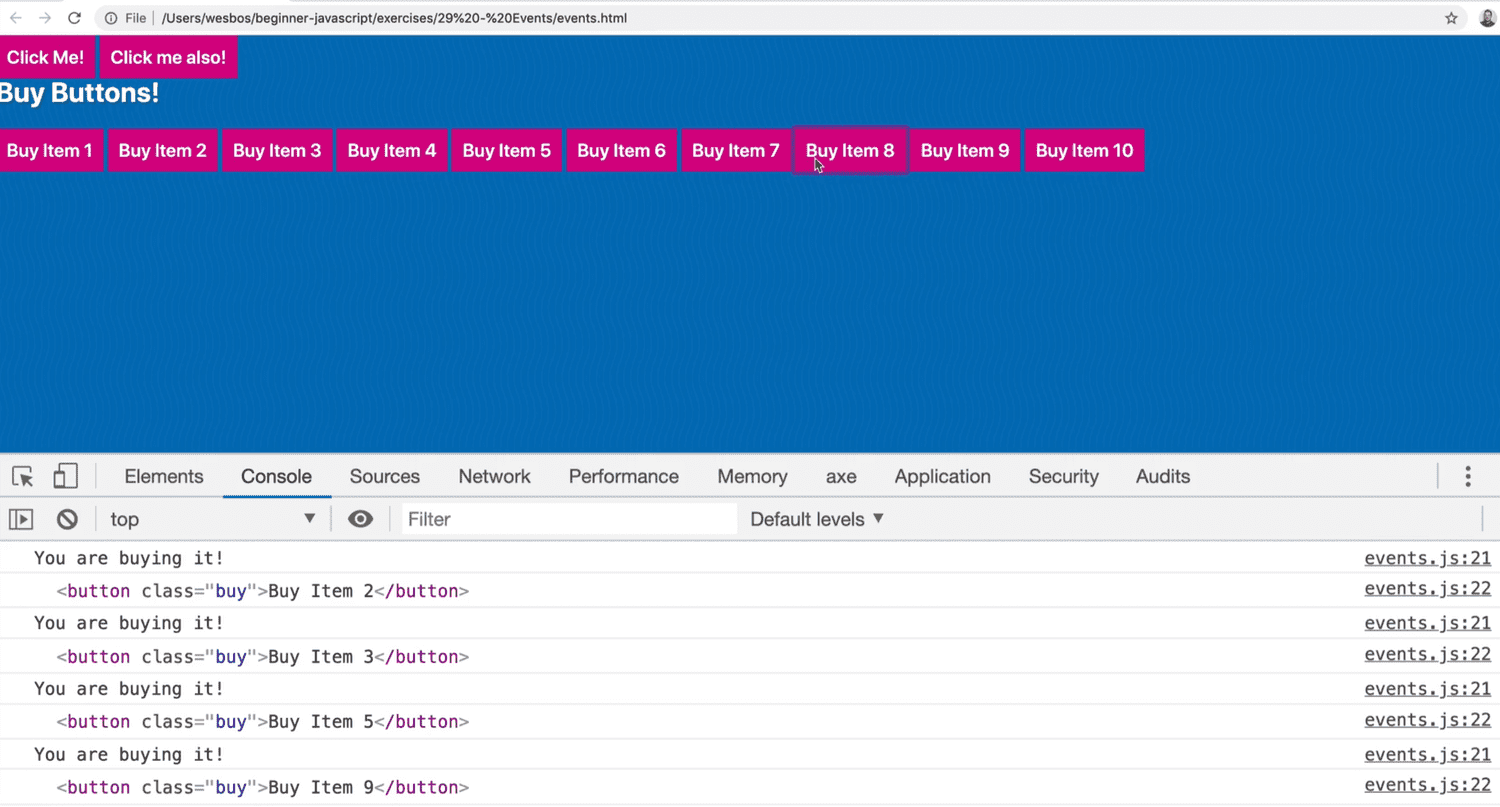 File /Users/wesbos/beginner-javascript/exercises/29%20-%20Events/events.html
Click Me! Click me also!
Buy Buttons!
Buy Item 1 Buy Item 2 Buy Item 3 Buy Item 4 Buy Item 5 Buy Item 6 Buy Item 7 Buy Item 8 Buy Item 9 Buy Item 10
Elements Console Sources Network Performance Memory axe Application Security Audits
top Filter Default levels
You are buying it! events.js:21
<button class="buy">Buy Item 2</button> events.js:22
You are buying it! events.js:21
<button class="buy">Buy Item 3</button> events.js:22
You are buying it! events.js:21
<button class="buy">Buy Item 5</button> events.js:22
You are buying it! events.js:21
<button class="buy">Buy Item 9</button> events.js:22